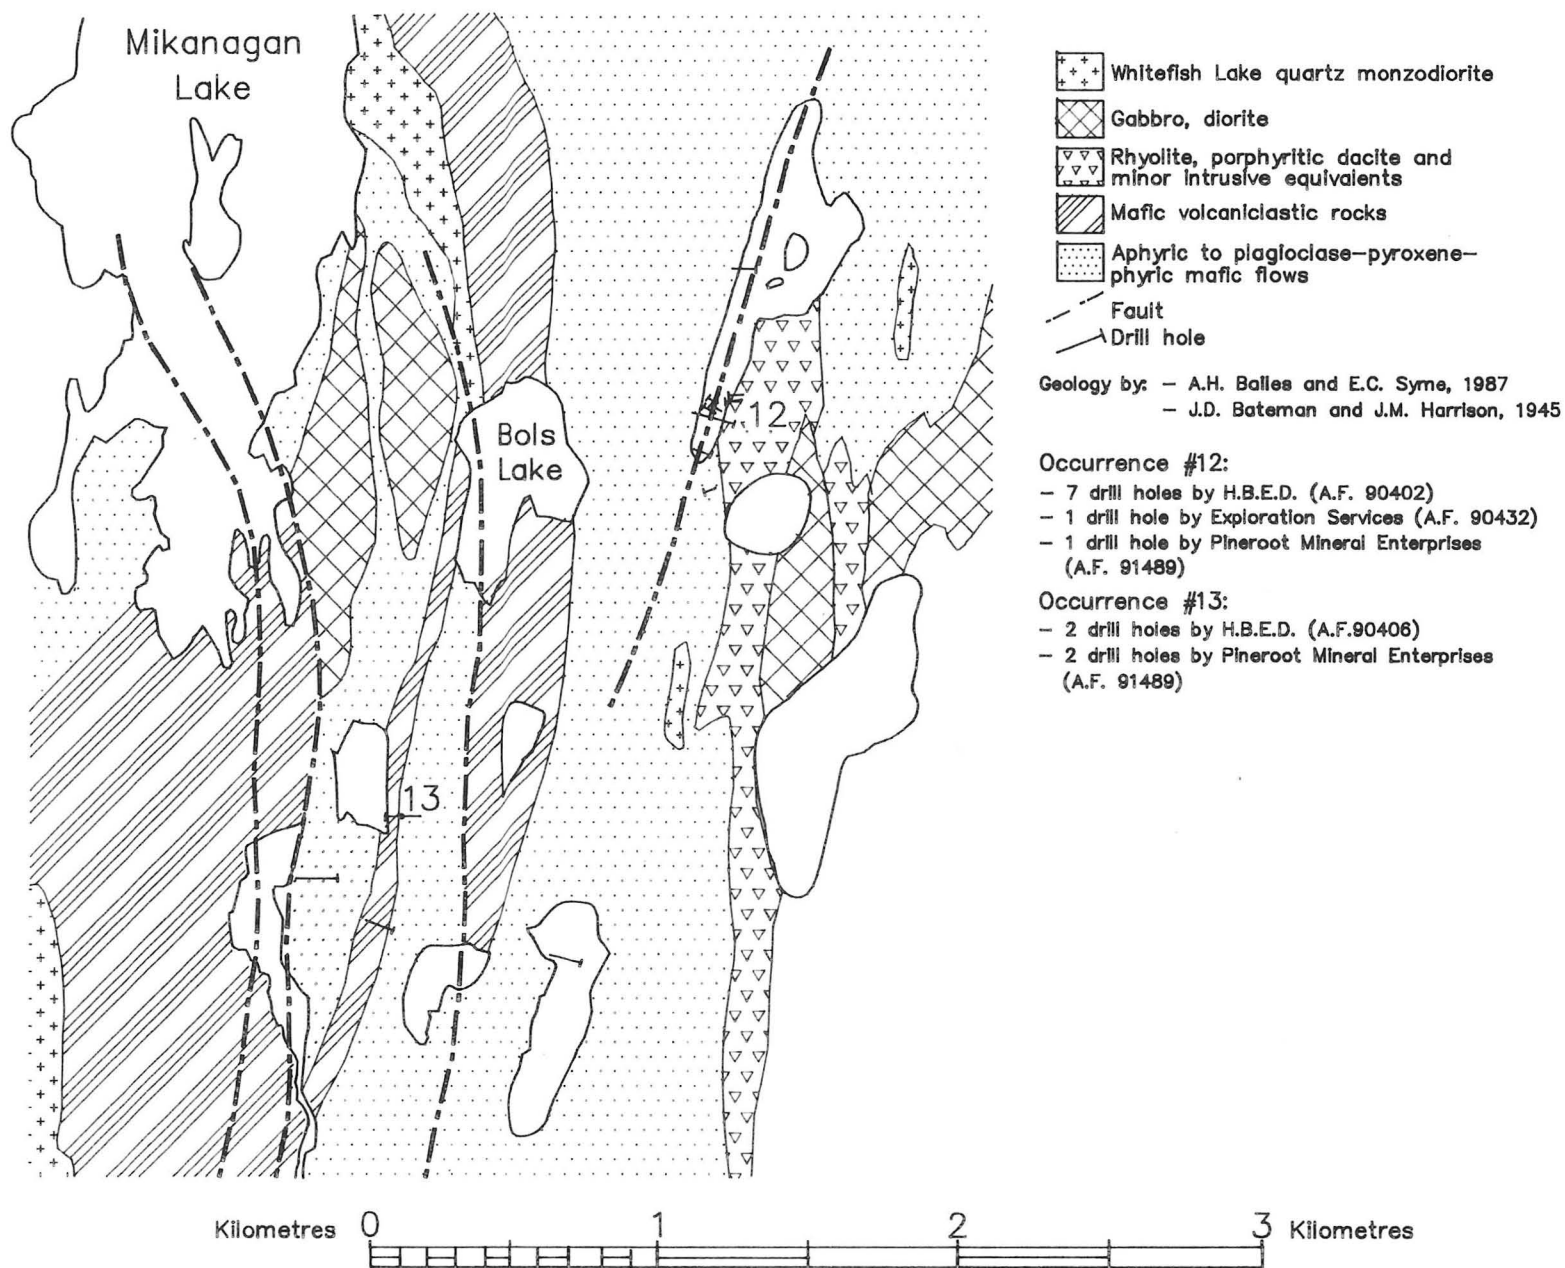 Mikanagan
Lake
Bois
Lake
12
13
Whitefish Lake quartz monzodiorite
Gabbro, diorite
Rhyolite, porphyritic dacite and
minor intrusive equivalents
Mafic volcaniclastic rocks
Aphyric to plagioclase-pyroxene-
phyric mafic flows
Fault
Drill hole
Geology by: - A.H. Bailes and E.C. Syme, 1987
- J.D. Bateman and J.M. Harrison, 1945
Occurrence #12:
- 7 drill holes by H.B.E.D. (A.F. 90402)
- 1 drill hole by Exploration Services (A.F. 90432)
- 1 drill hole by Pineroot Mineral Enterprises
(A.F. 91489)
Occurrence #13:
- 2 drill holes by H.B.E.D. (A.F.90406)
- 2 drill holes by Pineroot Mineral Enterprises
(A.F. 91489)
Kilometres 0 1 2 3 Kilometres